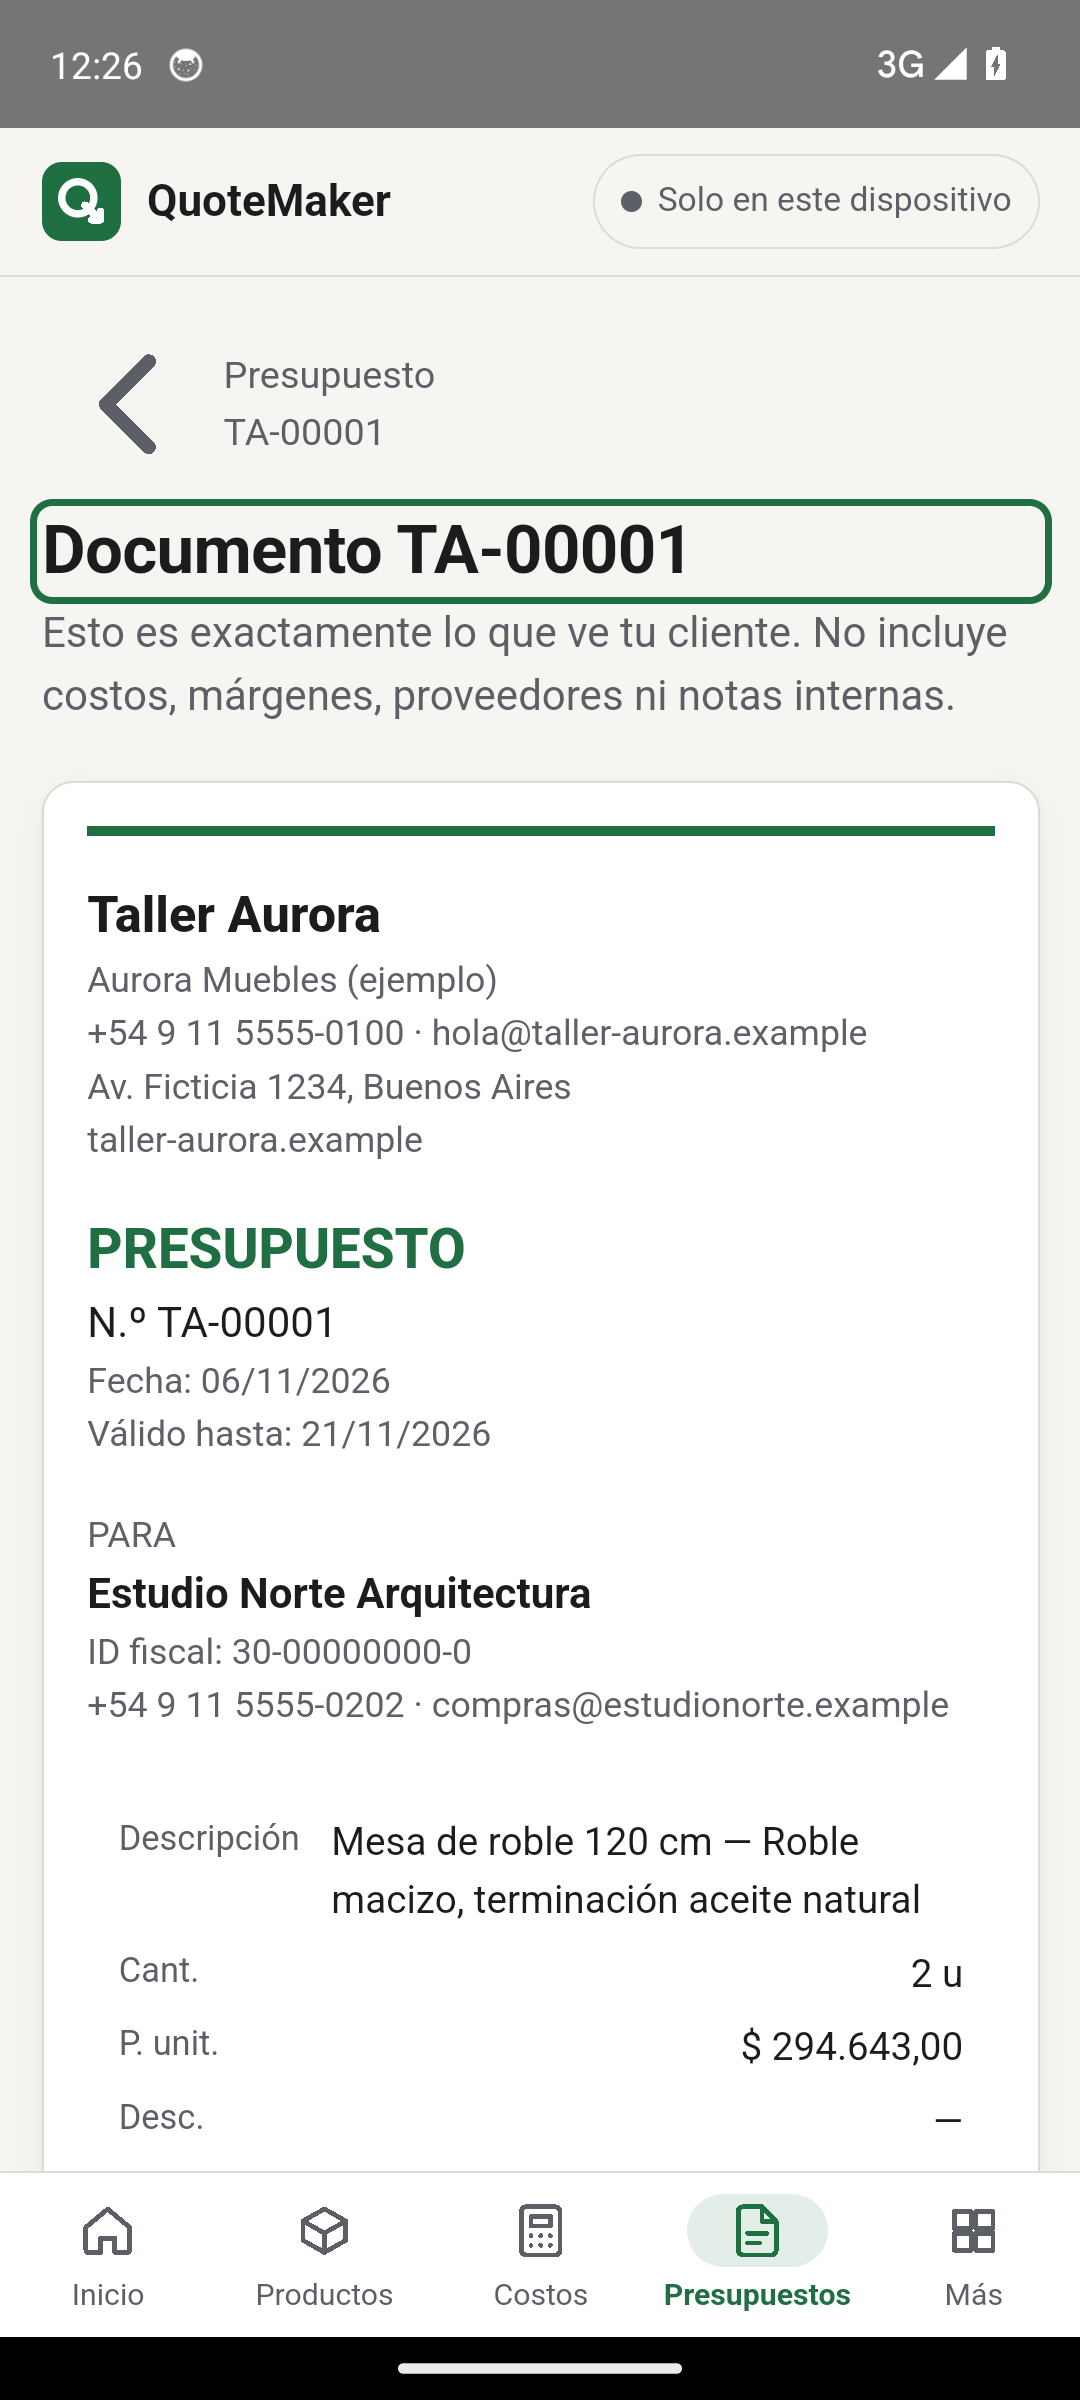 12:26
3G
QuoteMaker
Solo en este dispositivo
Presupuesto
TA-00001
Documento TA-00001
Esto es exactamente lo que ve tu cliente. No incluye
costos, márgenes, proveedores ni notas internas.
Taller Aurora
Aurora Muebles (ejemplo)
+54 9 11 5555-0100 · hola@taller-aurora.example
Av. Ficticia 1234, Buenos Aires
taller-aurora.example
PRESUPUESTO
N.º TA-00001
Fecha: 06/11/2026
Válido hasta: 21/11/2026
PARA
Estudio Norte Arquitectura
ID fiscal: 30-00000000-0
+54 9 11 5555-0202 · compras@estudionorte.example
Descripción Mesa de roble 120 cm — Roble
macizo, terminación aceite natural
Cant. 2 u
P. unit. $ 294.643,00
Desc. —
Inicio Productos Costos Presupuestos Más